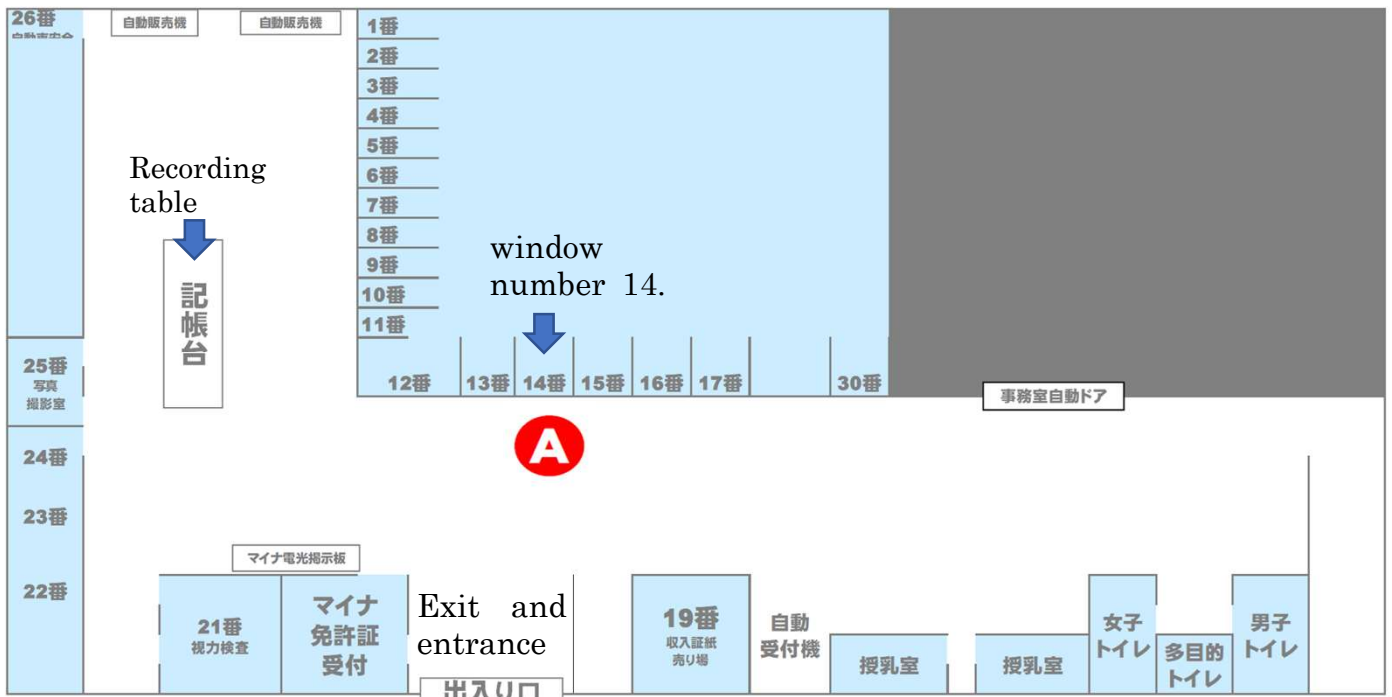 26番
自動車安全
自動販売機
自動販売機
1番
2番
3番
4番
5番
6番
7番
8番
9番
10番
11番
Recording
table
記帳台
window
number 14.
25番
写真
撮影室
12番
13番
14番
15番
16番
17番
30番
事務室自動ドア
A
24番
23番
22番
マイナ電光掲示板
21番
視力検査
マイナ
免許証
受付
Exit and
entrance
出入り口
19番
収入証紙
売り場
自動
受付機
授乳室
授乳室
女子
トイレ
多目的
トイレ
男子
トイレ